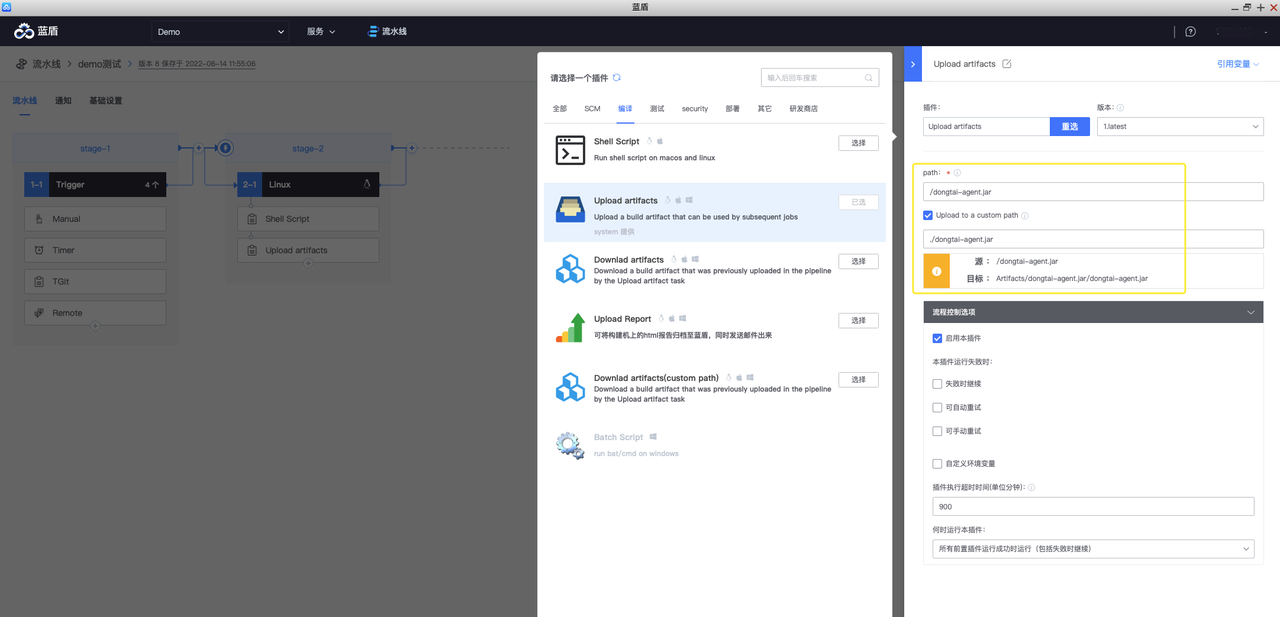 蓝盾
蓝盾
Demo
服务
流水线
流水线
demo测试
版本 8 保存于 2022-06-14 11:55:06
流水线
通知
基础设置
stage-1
stage-2
1-1
Trigger
4
2-1
Linux
Manual
Timer
TGit
Remote
Shell Script
Upload artifacts
请选择一个插件
输入后回车搜索
全部
SCM
编译
测试
security
部署
其它
研发商店
Shell Script
选择
Run shell script on macos and linux
Upload artifacts
已选
Upload a build artifact that can be used by subsequent jobs
system 提供
Downlad artifacts
选择
Download a build artifact that was previously uploaded in the pipeline
by the Upload artifact task
Upload Report
选择
可将构建机上的html报告归档至蓝盾，同时发送邮件出来
Downlad artifacts(custom path)
选择
Download a build artifact that was previously uploaded in the pipeline
by the Upload artifact task
Batch Script
run bat/cmd on windows
Upload artifacts
引用变量
插件:
版本:
Upload artifacts
重选
1.latest
path: *
/dongtai-agent.jar
Upload to a custom path
./dongtai-agent.jar
源 ： /dongtai-agent.jar
目标 ： Artifacts/dongtai-agent.jar/dongtai-agent.jar
流程控制选项
启用本插件
本插件运行失败时:
失败时继续
可自动重试
可手动重试
自定义环境变量
插件执行超时时间(单位分钟):
900
何时运行本插件:
所有前置插件运行成功时运行（包括失败时继续）